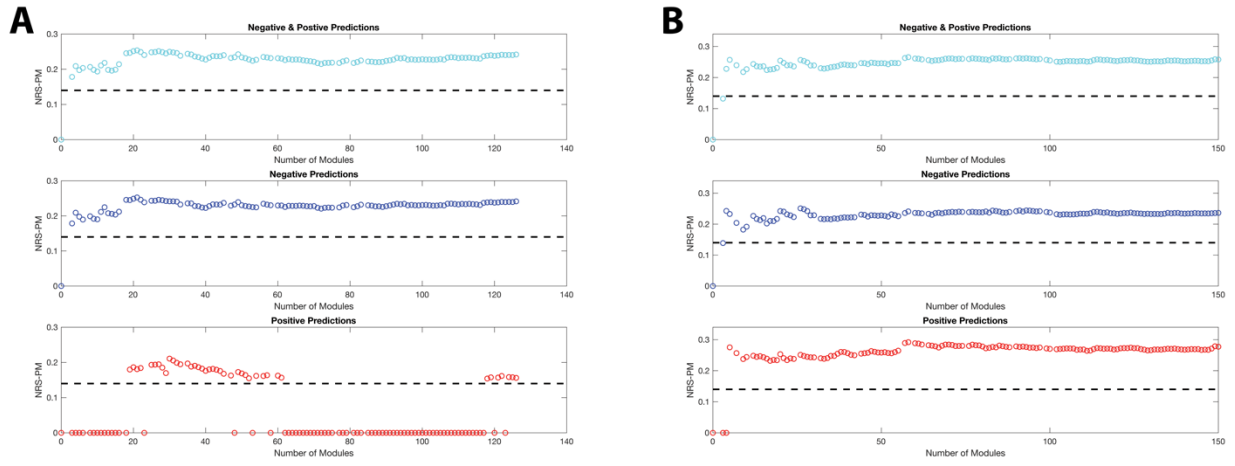 A
Negative & Postive Predictions
0.3
0.2
0.1
0
NRS-PM
0 20 40 60 80 100 120 140
Number of Modules
Negative Predictions
0.3
0.2
0.1
0
NRS-PM
0 20 40 60 80 100 120 140
Number of Modules
Positive Predictions
0.3
0.2
0.1
0
NRS-PM
0 20 40 60 80 100 120 140
Number of Modules
B
Negative & Postive Predictions
0.3
0.2
0.1
0
NRS-PM
0 50 100 150
Number of Modules
Negative Predictions
0.3
0.2
0.1
0
NRS-PM
0 50 100 150
Number of Modules
Positive Predictions
0.3
0.2
0.1
0
NRS-PM
0 50 100 150
Number of Modules